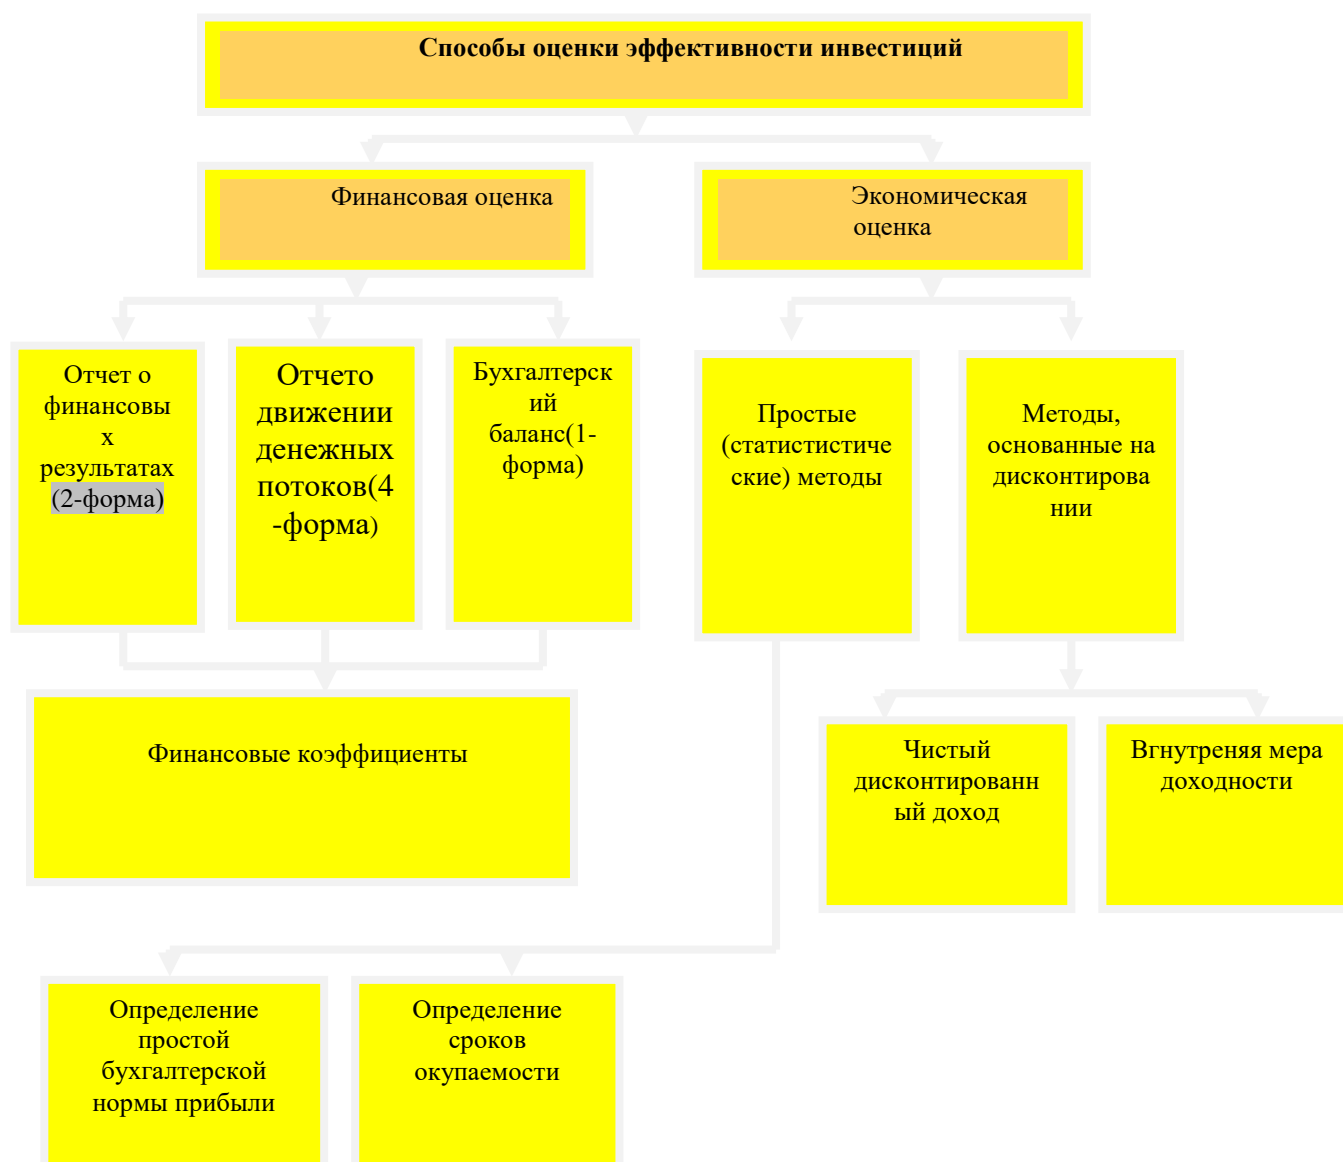 Способы оценки эффективности инвестиций
Финансовая оценка
Экономическая
оценка
Отчет о
финансовы
х
результатах
(2-форма)
Отчето
движении
денежных
потоков(4
-форма)
Бухгалтерск
ий
баланс(1-
форма)
Простые
(статистистиче
ские) методы
Методы,
основанные на
дисконтирова
нии
Финансовые коэффициенты
Чистый
дисконтированн
ый доход
Вгнутреняя мера
доходности
Определение
простой
бухгалтерской
нормы прибыли
Определение
сроков
окупаемости